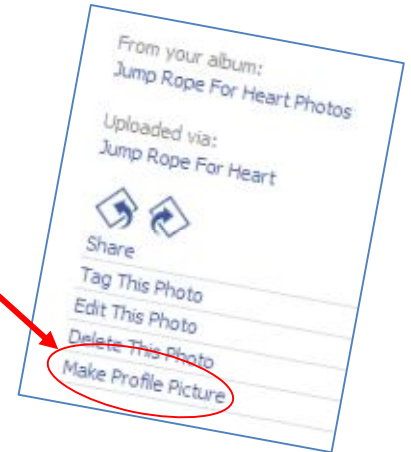 From your album:
Jump Rope For Heart Photos
Uploaded via:
Jump Rope For Heart
Share
Tag This Photo
Edit This Photo
Delete This Photo
Make Profile Picture